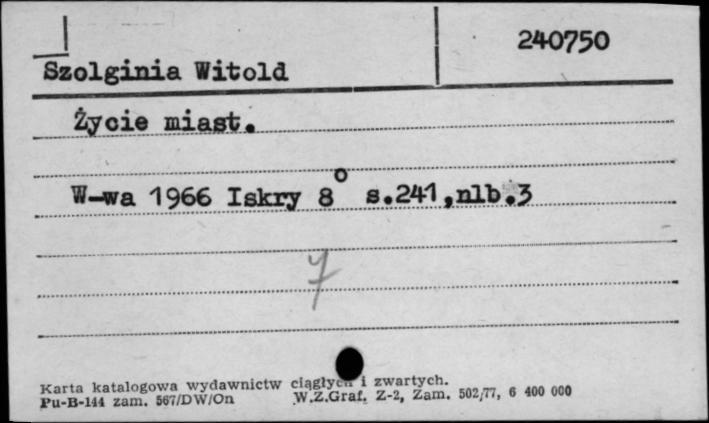 240750
Szolginia Witold
Życie miast.
W-wa 1966 Iskry 8° s.241,nlb.3
7
Karta katalogowa wydawnictw ciągłych i zwartych.
Pu-B-144 zam. 567/DW/On W.Z.Graf. Z-2, Zam. 502/77, 6 400 000